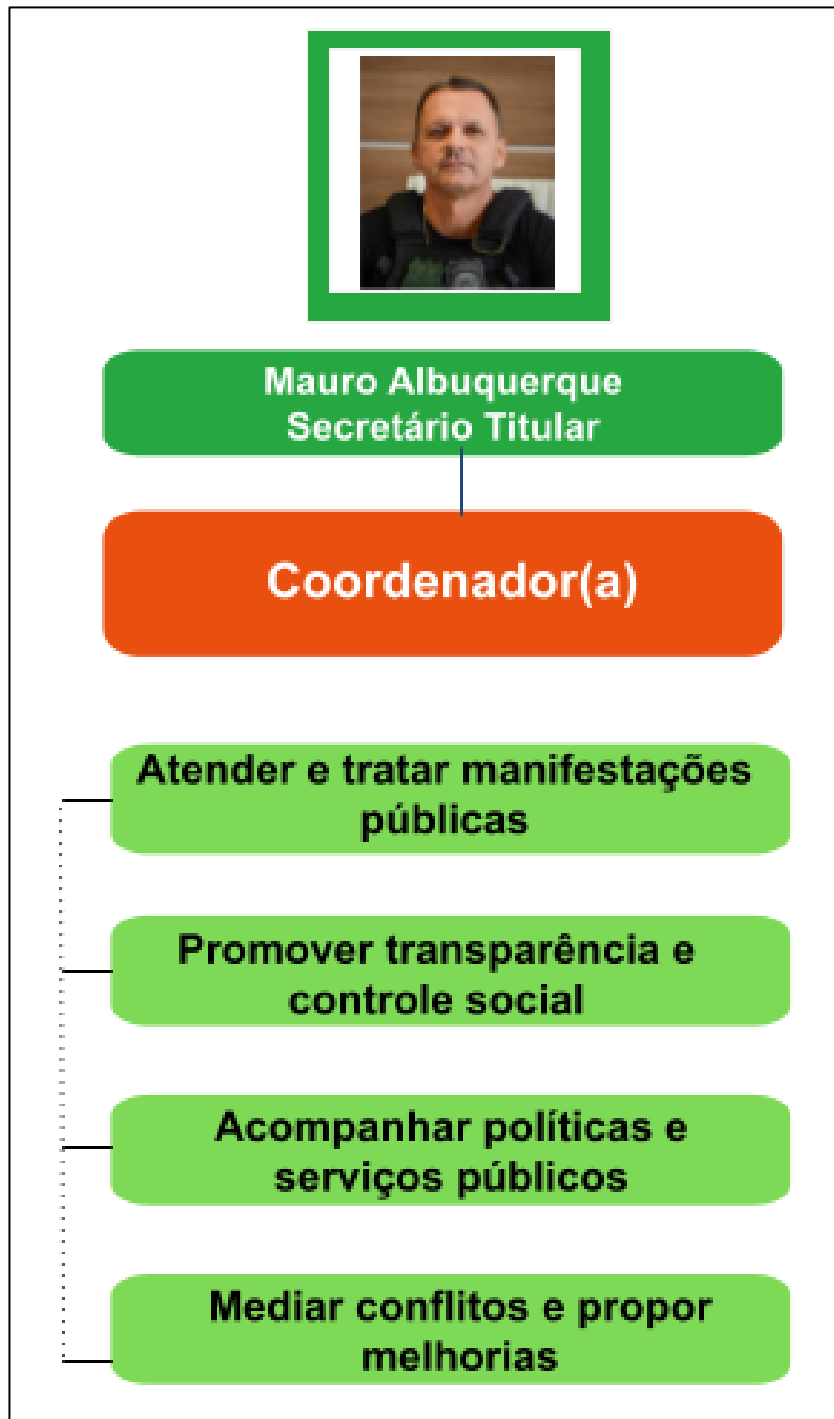 Mauro Albuquerque
Secretário Titular
Coordenador(a)
Atender e tratar manifestações
públicas
Promover transparência e
controle social
Acompanhar políticas e
serviços públicos
Mediar conflitos e propor
melhorias